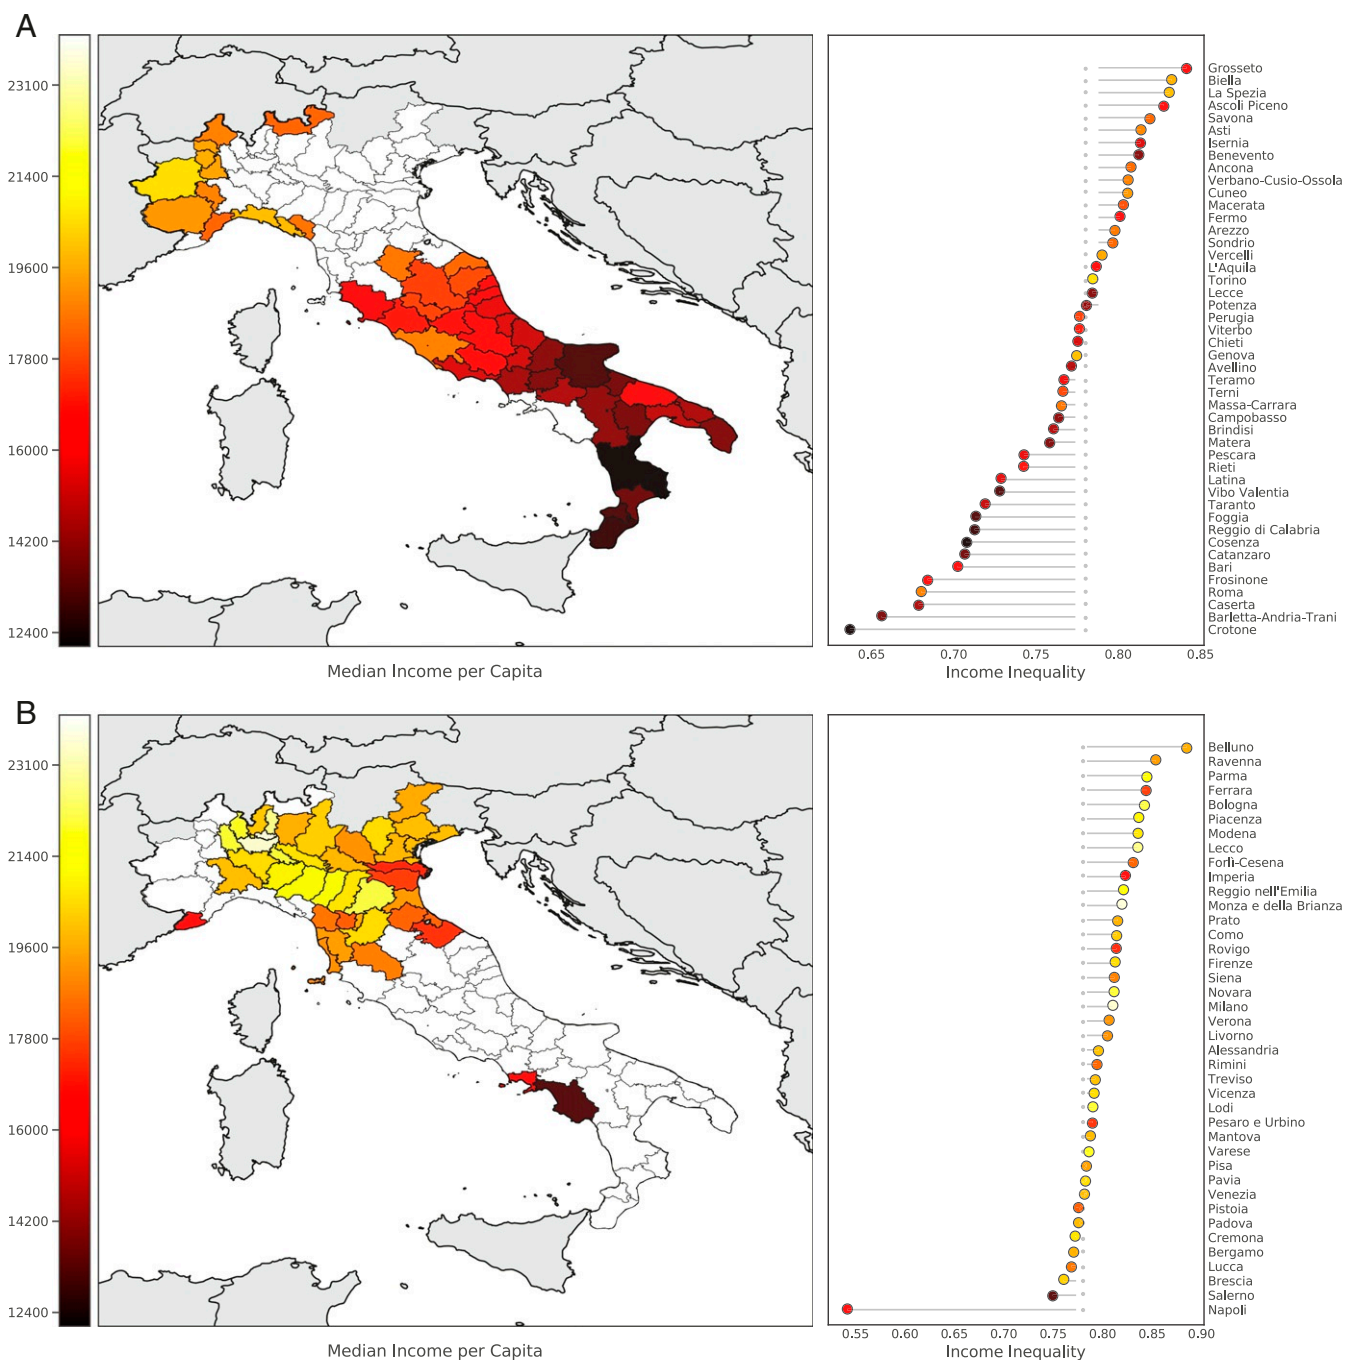 A
23100
21400
19600
17800
16000
14200
12400
Median Income per Capita
Grosseto
Biella
La Spezia
Ascoli Piceno
Savona
Asti
Isernia
Benevento
Ancona
Verbano-Cusio-Ossola
Cuneo
Macerata
Fermo
Arezzo
Sondrio
Vercelli
L'Aquila
Torino
Lecce
Potenza
Perugia
Viterbo
Chieti
Genova
Avellino
Teramo
Terni
Massa-Carrara
Campobasso
Brindisi
Matera
Pescara
Rieti
Latina
Vibo Valentia
Taranto
Foggia
Reggio di Calabria
Cosenza
Catanzaro
Bari
Frosinone
Roma
Caserta
Barletta-Andria-Trani
Crotone
0.65 0.70 0.75 0.80 0.85
Income Inequality
B
23100
21400
19600
17800
16000
14200
12400
Median Income per Capita
Belluno
Ravenna
Parma
Ferrara
Bologna
Piacenza
Modena
Lecco
Forlì-Cesena
Imperia
Reggio nell'Emilia
Monza e della Brianza
Prato
Como
Rovigo
Firenze
Siena
Novara
Milano
Verona
Livorno
Alessandria
Rimini
Treviso
Vicenza
Lodi
Pesaro e Urbino
Mantova
Varese
Pisa
Pavia
Venezia
Pistoia
Padova
Cremona
Bergamo
Lucca
Brescia
Salerno
Napoli
0.55 0.60 0.65 0.70 0.75 0.80 0.85 0.90
Income Inequality